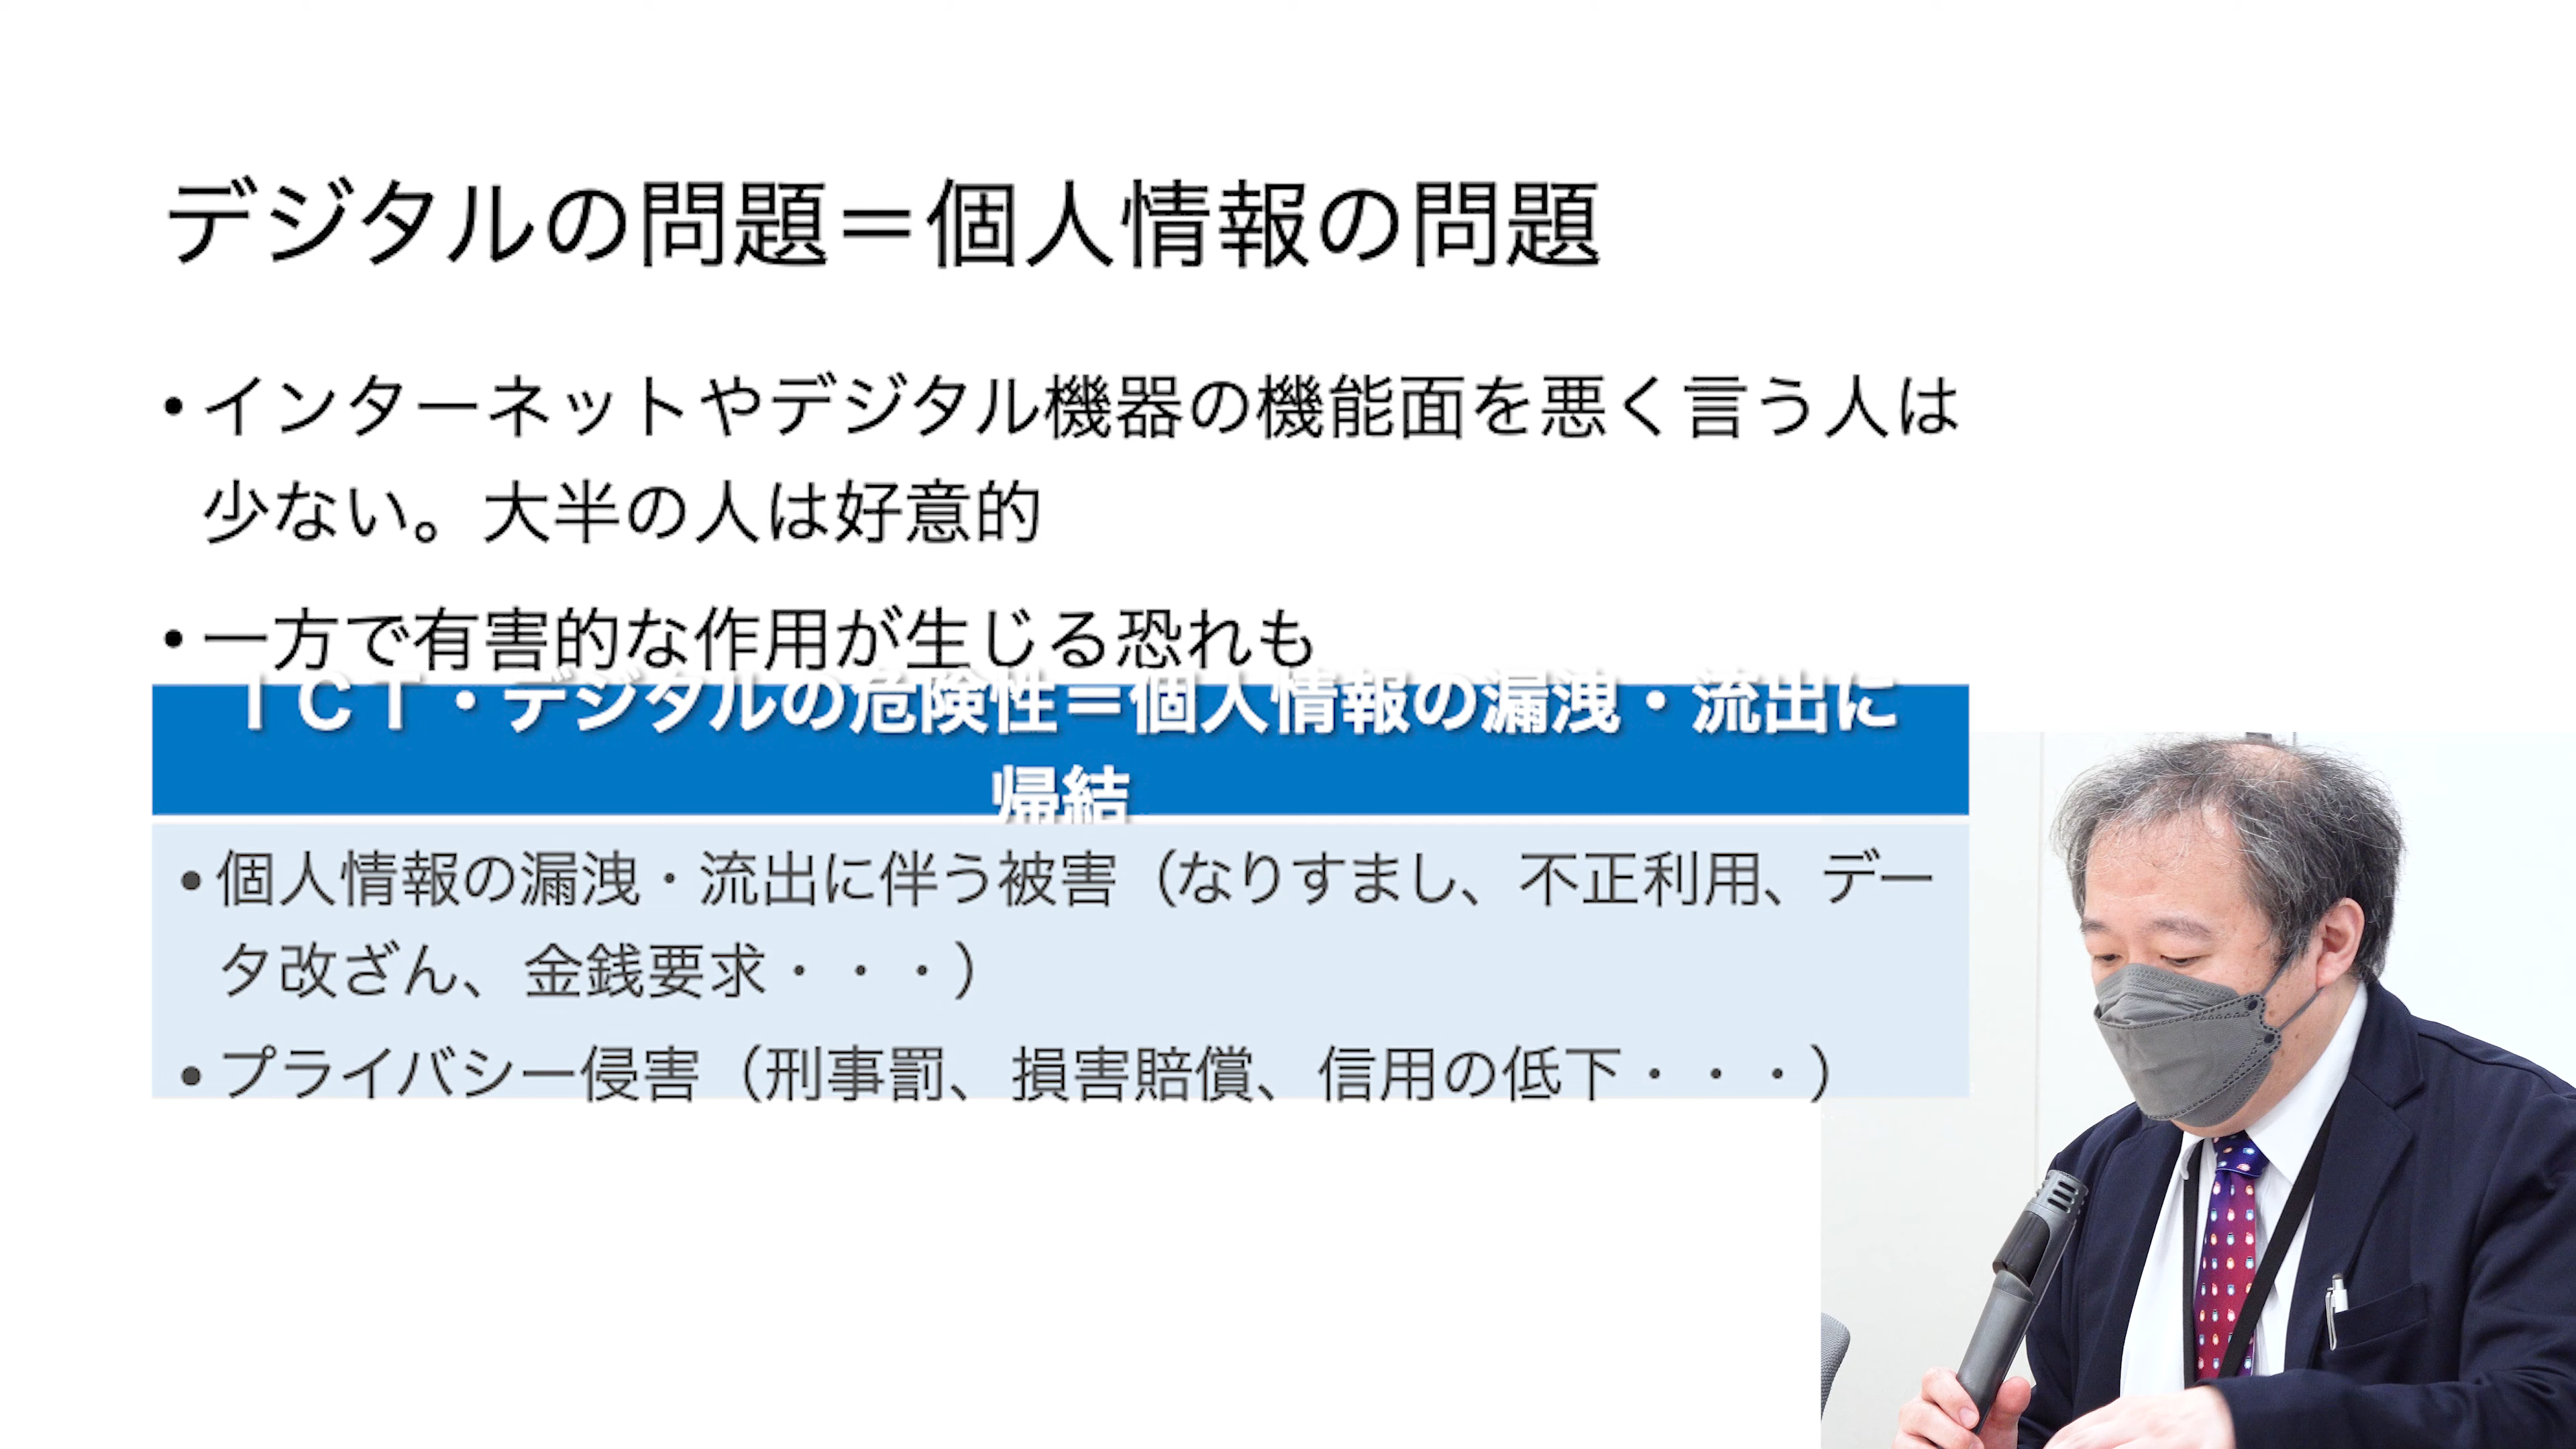 デジタルの問題＝個人情報の問題
•インターネットやデジタル機器の機能面を悪く言う人は
少ない。大半の人は好意的
•一方で有害的な作用が生じる恐れも
ＩＣＴ・デジタルの危険性＝個人情報の漏洩・流出に
帰結
•個人情報の漏洩・流出に伴う被害（なりすまし、不正利用、デー
タ改ざん、金銭要求・・・）
•プライバシー侵害（刑事罰、損害賠償、信用の低下・・・）